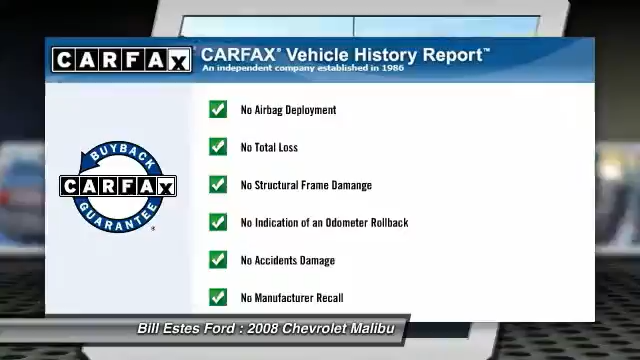 CARFAX
CARFAX® Vehicle History Report™
An independent company established in 1986
No Airbag Deployment
No Total Loss
No Structural Frame Damange
No Indication of an Odometer Rollback
No Accidents Damage
No Manufacturer Recall
BUYBACK
CARFAX
GUARANTEE®
Bill Estes Ford : 2008 Chevrolet Malibu